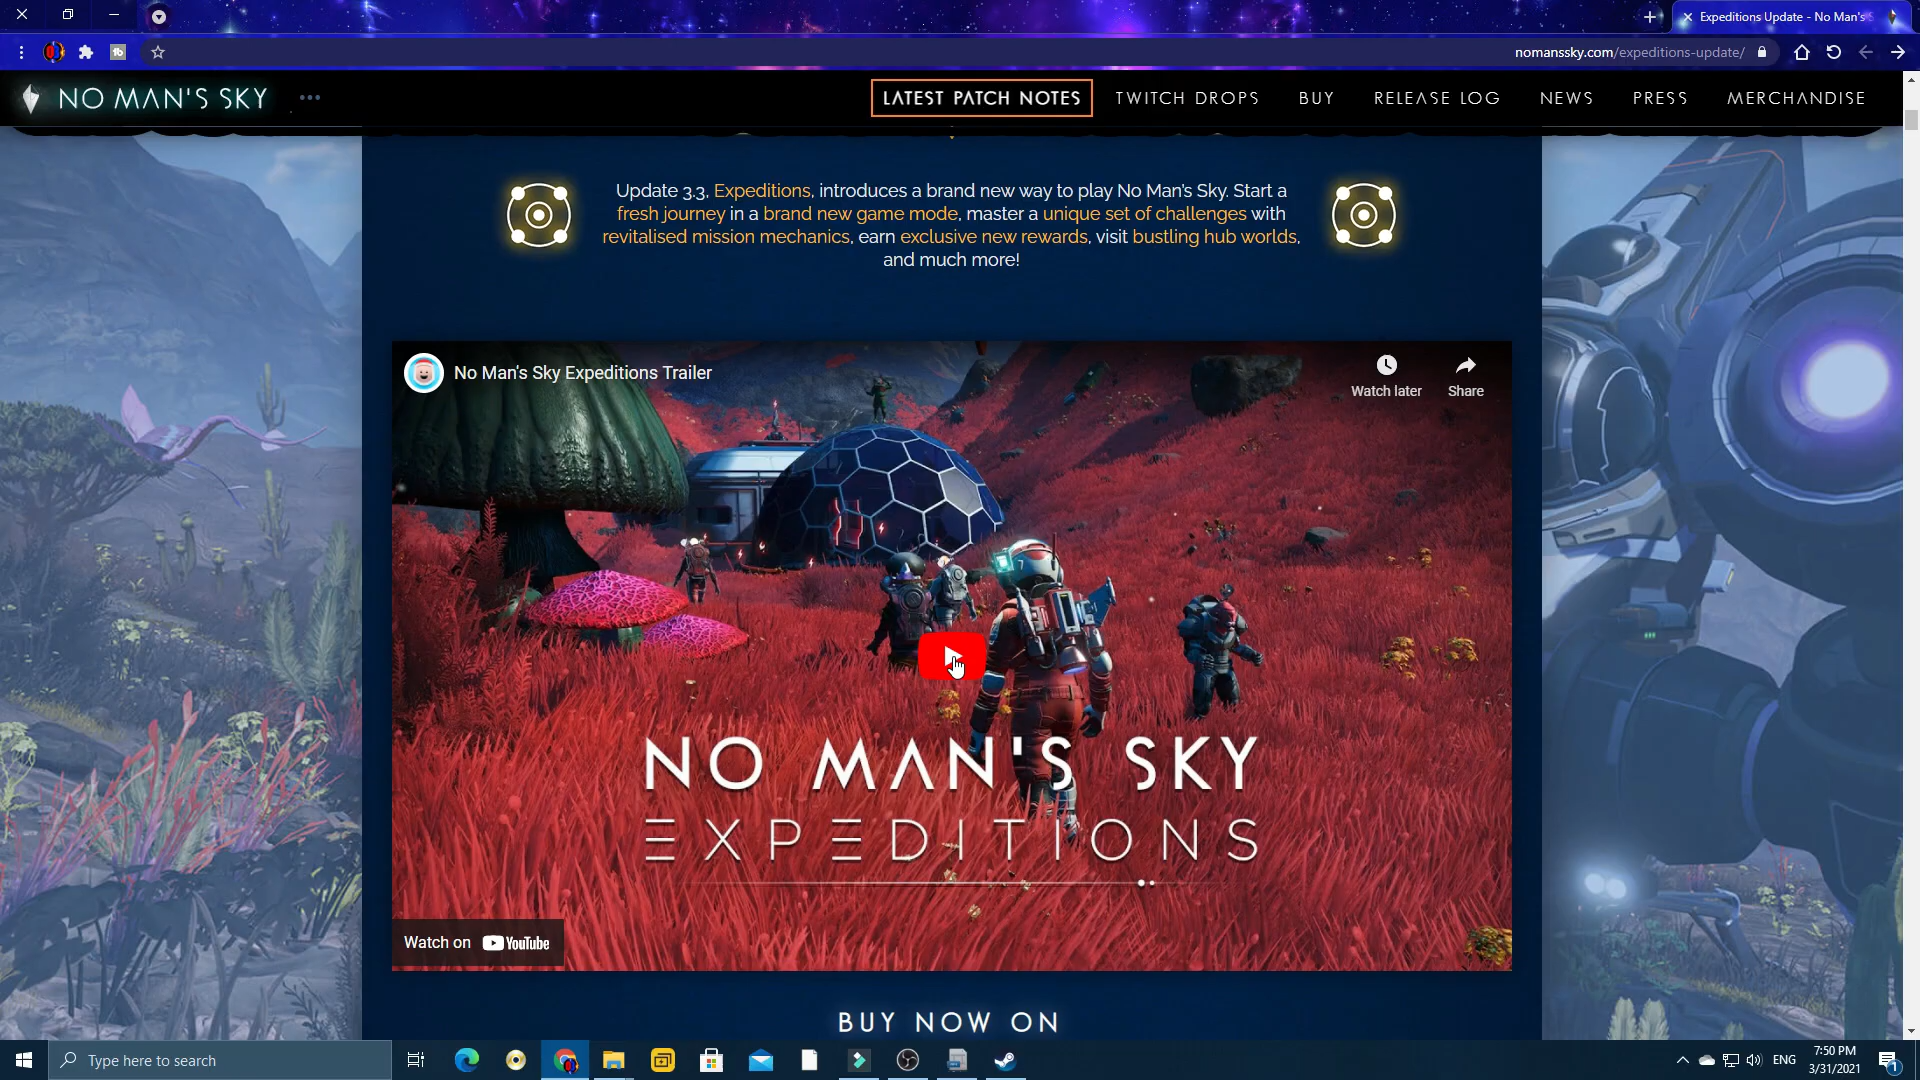 Expeditions Update - No Man's S
nomanssky.com/expeditions-update/
NO MAN'S SKY
LATEST PATCH NOTES
TWITCH DROPS
BUY
RELEASE LOG
NEWS
PRESS
MERCHANDISE
Update 3.3, Expeditions, introduces a brand new way to play No Man's Sky. Start a
fresh journey in a brand new game mode, master a unique set of challenges with
revitalised mission mechanics, earn exclusive new rewards, visit bustling hub worlds,
and much more!
No Man's Sky Expeditions Trailer
Watch later
Share
NO MAN'S SKY
EXPEDITIONS
Watch on YouTube
BUY NOW ON
Type here to search
ENG
7:50 PM
3/31/2021
1